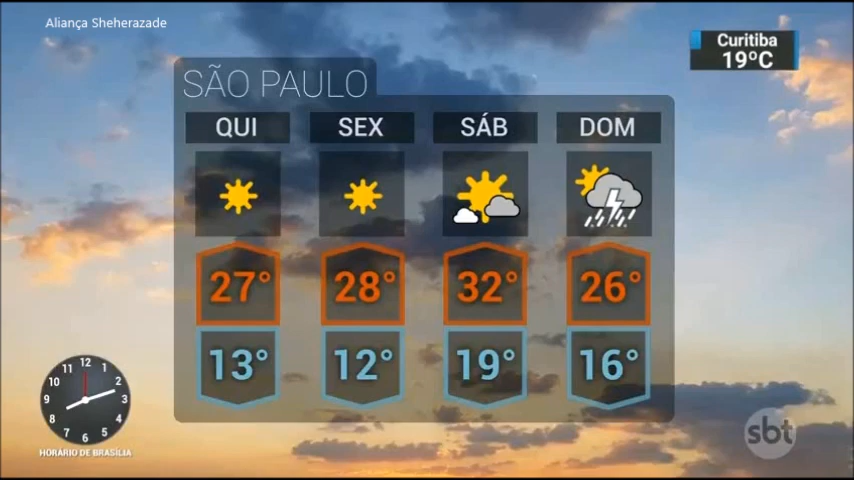 Aliança Sheherazade
Curitiba
19ºC
SÃO PAULO
QUI SEX SÁB DOM
27° 28° 32° 26°
13° 12° 19° 16°
12
11 1
10 2
9 3
8 4
7 5
6
HORÁRIO DE BRASÍLIA
sbt